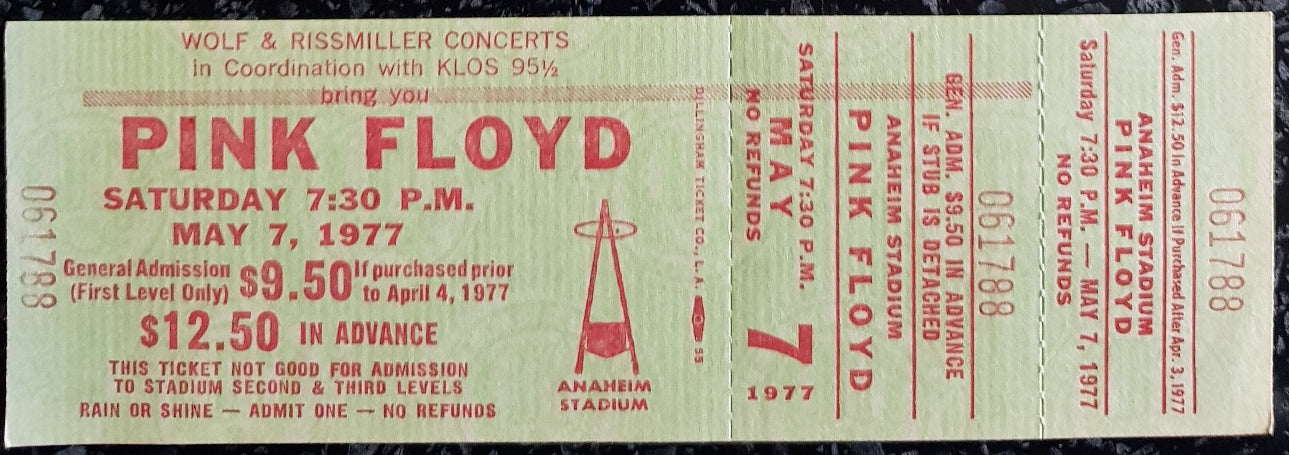 WOLF & RISSMILLER CONCERTS
in Coordination with KLOS 95½
bring you
PINK FLOYD
SATURDAY 7:30 P.M.
MAY 7, 1977
General Admission
(First Level Only)
$9.50
If purchased prior
to April 4, 1977
$12.50 IN ADVANCE
THIS TICKET NOT GOOD FOR ADMISSION
TO STADIUM SECOND & THIRD LEVELS
RAIN OR SHINE — ADMIT ONE — NO REFUNDS
061788
ANAHEIM
STADIUM
DILLINGHAM TICKET CO., L.A. 95
SATURDAY 7:30 P.M.
MAY 7
1977
NO REFUNDS
GEN. ADM. $9.50 IN ADVANCE
IF STUB IS DETACHED
ANAHEIM STADIUM
PINK FLOYD
061788
Gen. Adm. $12.50 In Advance If Purchased After Apr. 3, 1977
ANAHEIM STADIUM
PINK FLOYD
Saturday 7:30 P.M. — MAY 7, 1977
NO REFUNDS
061788